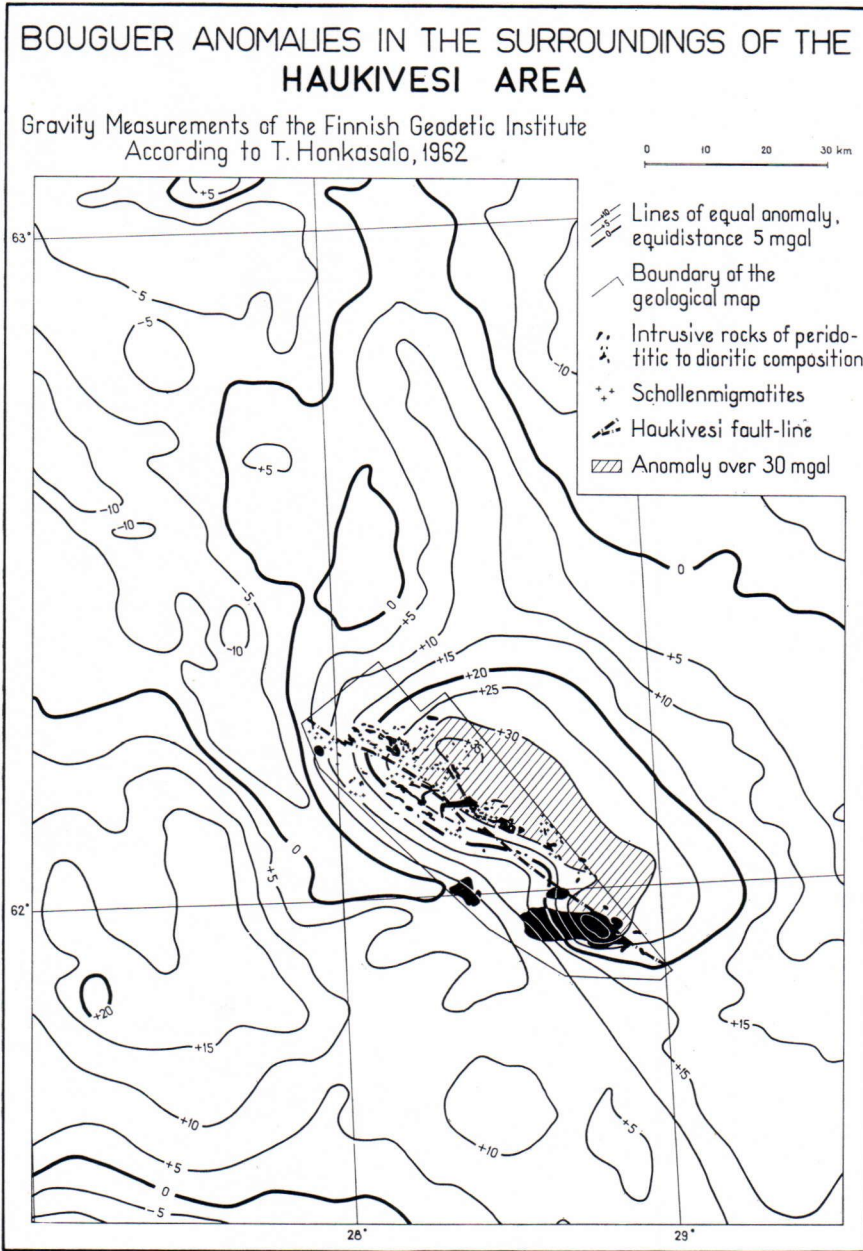 BOUGUER ANOMALIES IN THE SURROUNDINGS OF THE
HAUKIVESI AREA
Gravity Measurements of the Finnish Geodetic Institute
According to T. Honkasalo, 1962
0 10 20 30 km
-10
+5
0
Lines of equal anomaly,
equidistance 5 mgal
Boundary of the
geological map
Intrusive rocks of perido-
titic to dioritic composition
Schollenmigmatites
Haukivesi fault-line
Anomaly over 30 mgal
+5
63°
-5
-5
-10
+5
-10
-10
0
-5
0
+5
-10
+10
+5
+15
+20
+10
+25
+30
0
+5
62°
+20
+15
+15
+15
+10
+10
+5
+5
0
-5
28°
29°